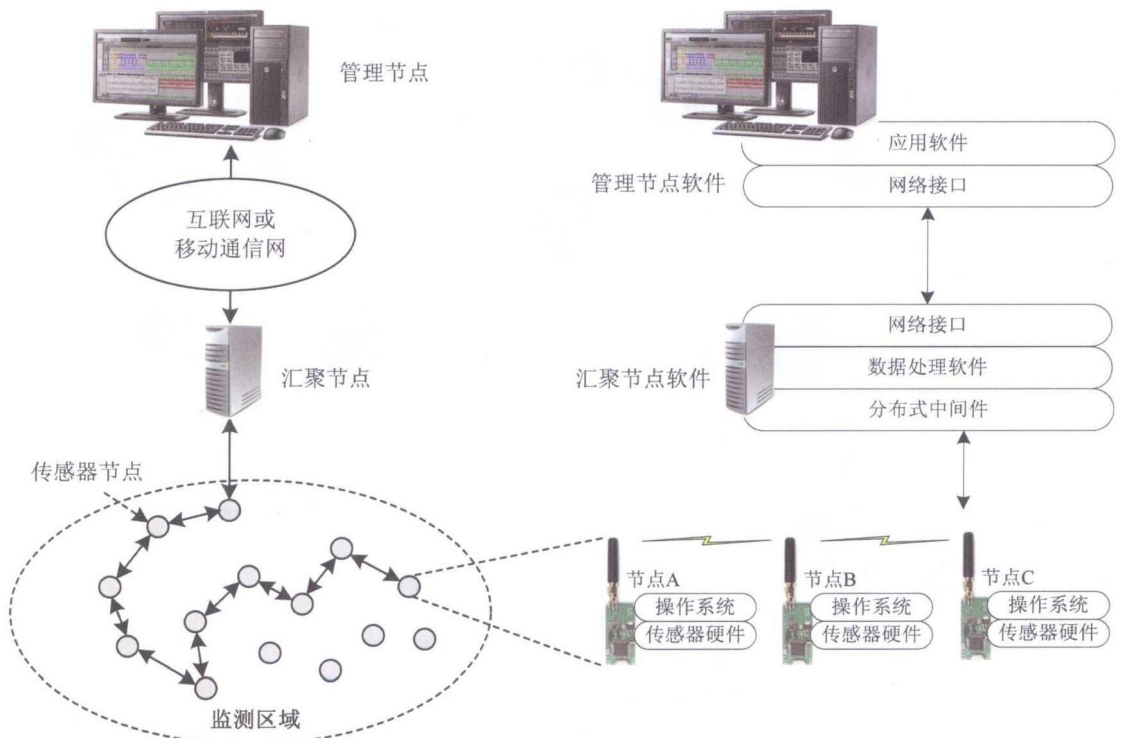 管理节点
互联网或
移动通信网
汇聚节点
传感器节点
监测区域
应用软件
管理节点软件
网络接口
网络接口
汇聚节点软件
数据处理软件
分布式中间件
节点A
操作系统
传感器硬件
节点B
操作系统
传感器硬件
节点C
操作系统
传感器硬件